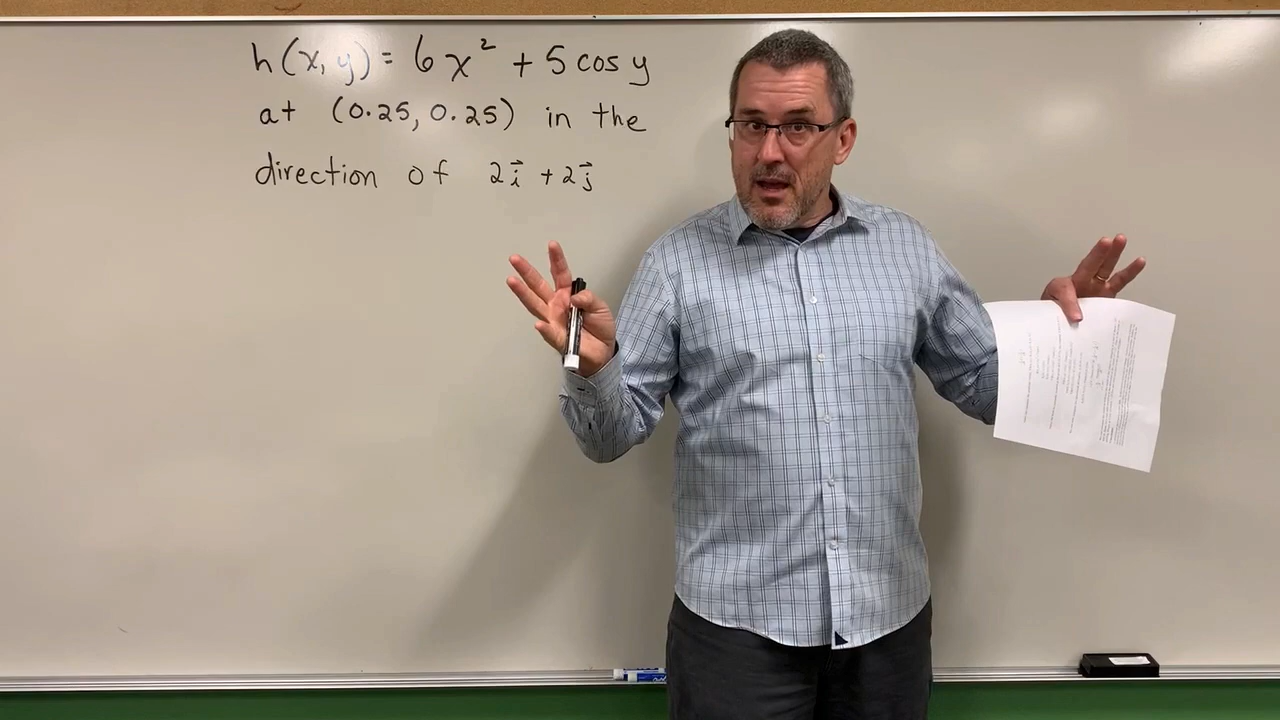 h(x,y) = 6x² + 5 cos y
at (0.25, 0.25) in the
direction of 2i⃗ + 2j⃗